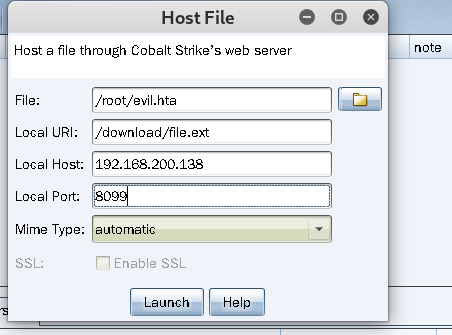 Host File
note
Host a file through Cobalt Strike's web server
File: /root/evil.hta
Local URI: /download/file.ext
Local Host: 192.168.200.138
Local Port: 8099
Mime Type: automatic
SSL: Enable SSL
Launch Help